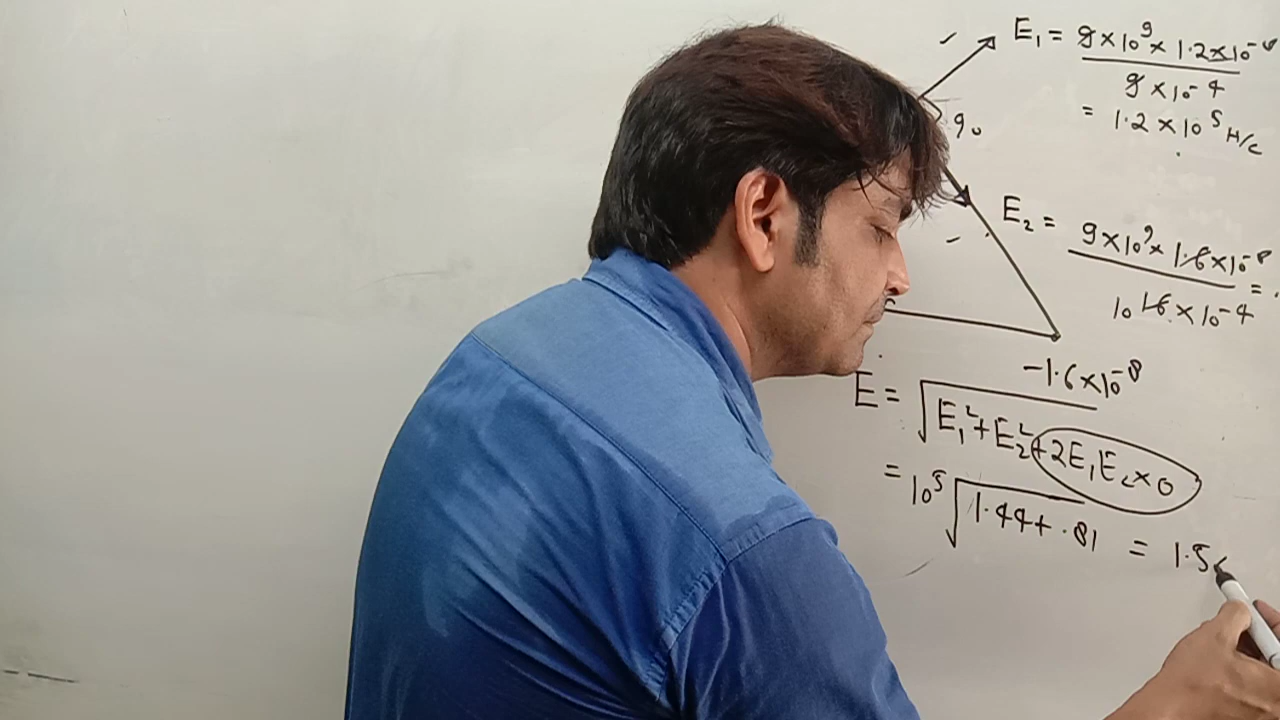 E₁ = 9×10⁹×1.2×10⁻⁸
9×10⁻⁴
= 1.2×10⁵ N/C
90
E₂ = 9×10⁹×1.6×10⁻⁸
10 16×10⁻⁴ =
-1.6×10⁻⁸
E = √E₁²+E₂²+2E₁E₂×0
= 10⁵ √1.44+.81 = 1.5